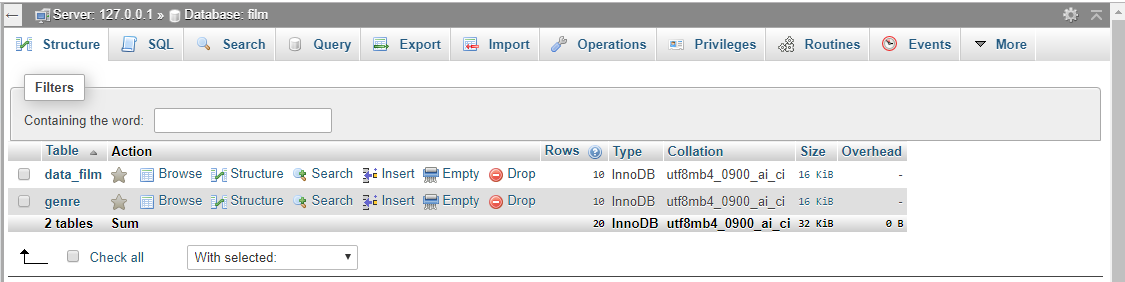 Server: 127.0.0.1 » Database: film
Structure SQL Search Query Export Import Operations Privileges Routines Events More
Filters
Containing the word:
Table Action Rows Type Collation Size Overhead
data_film Browse Structure Search Insert Empty Drop 10 InnoDB utf8mb4_0900_ai_ci 16 KiB -
genre Browse Structure Search Insert Empty Drop 10 InnoDB utf8mb4_0900_ai_ci 16 KiB -
2 tables Sum 20 InnoDB utf8mb4_0900_ai_ci 32 KiB 0 B
Check all With selected: